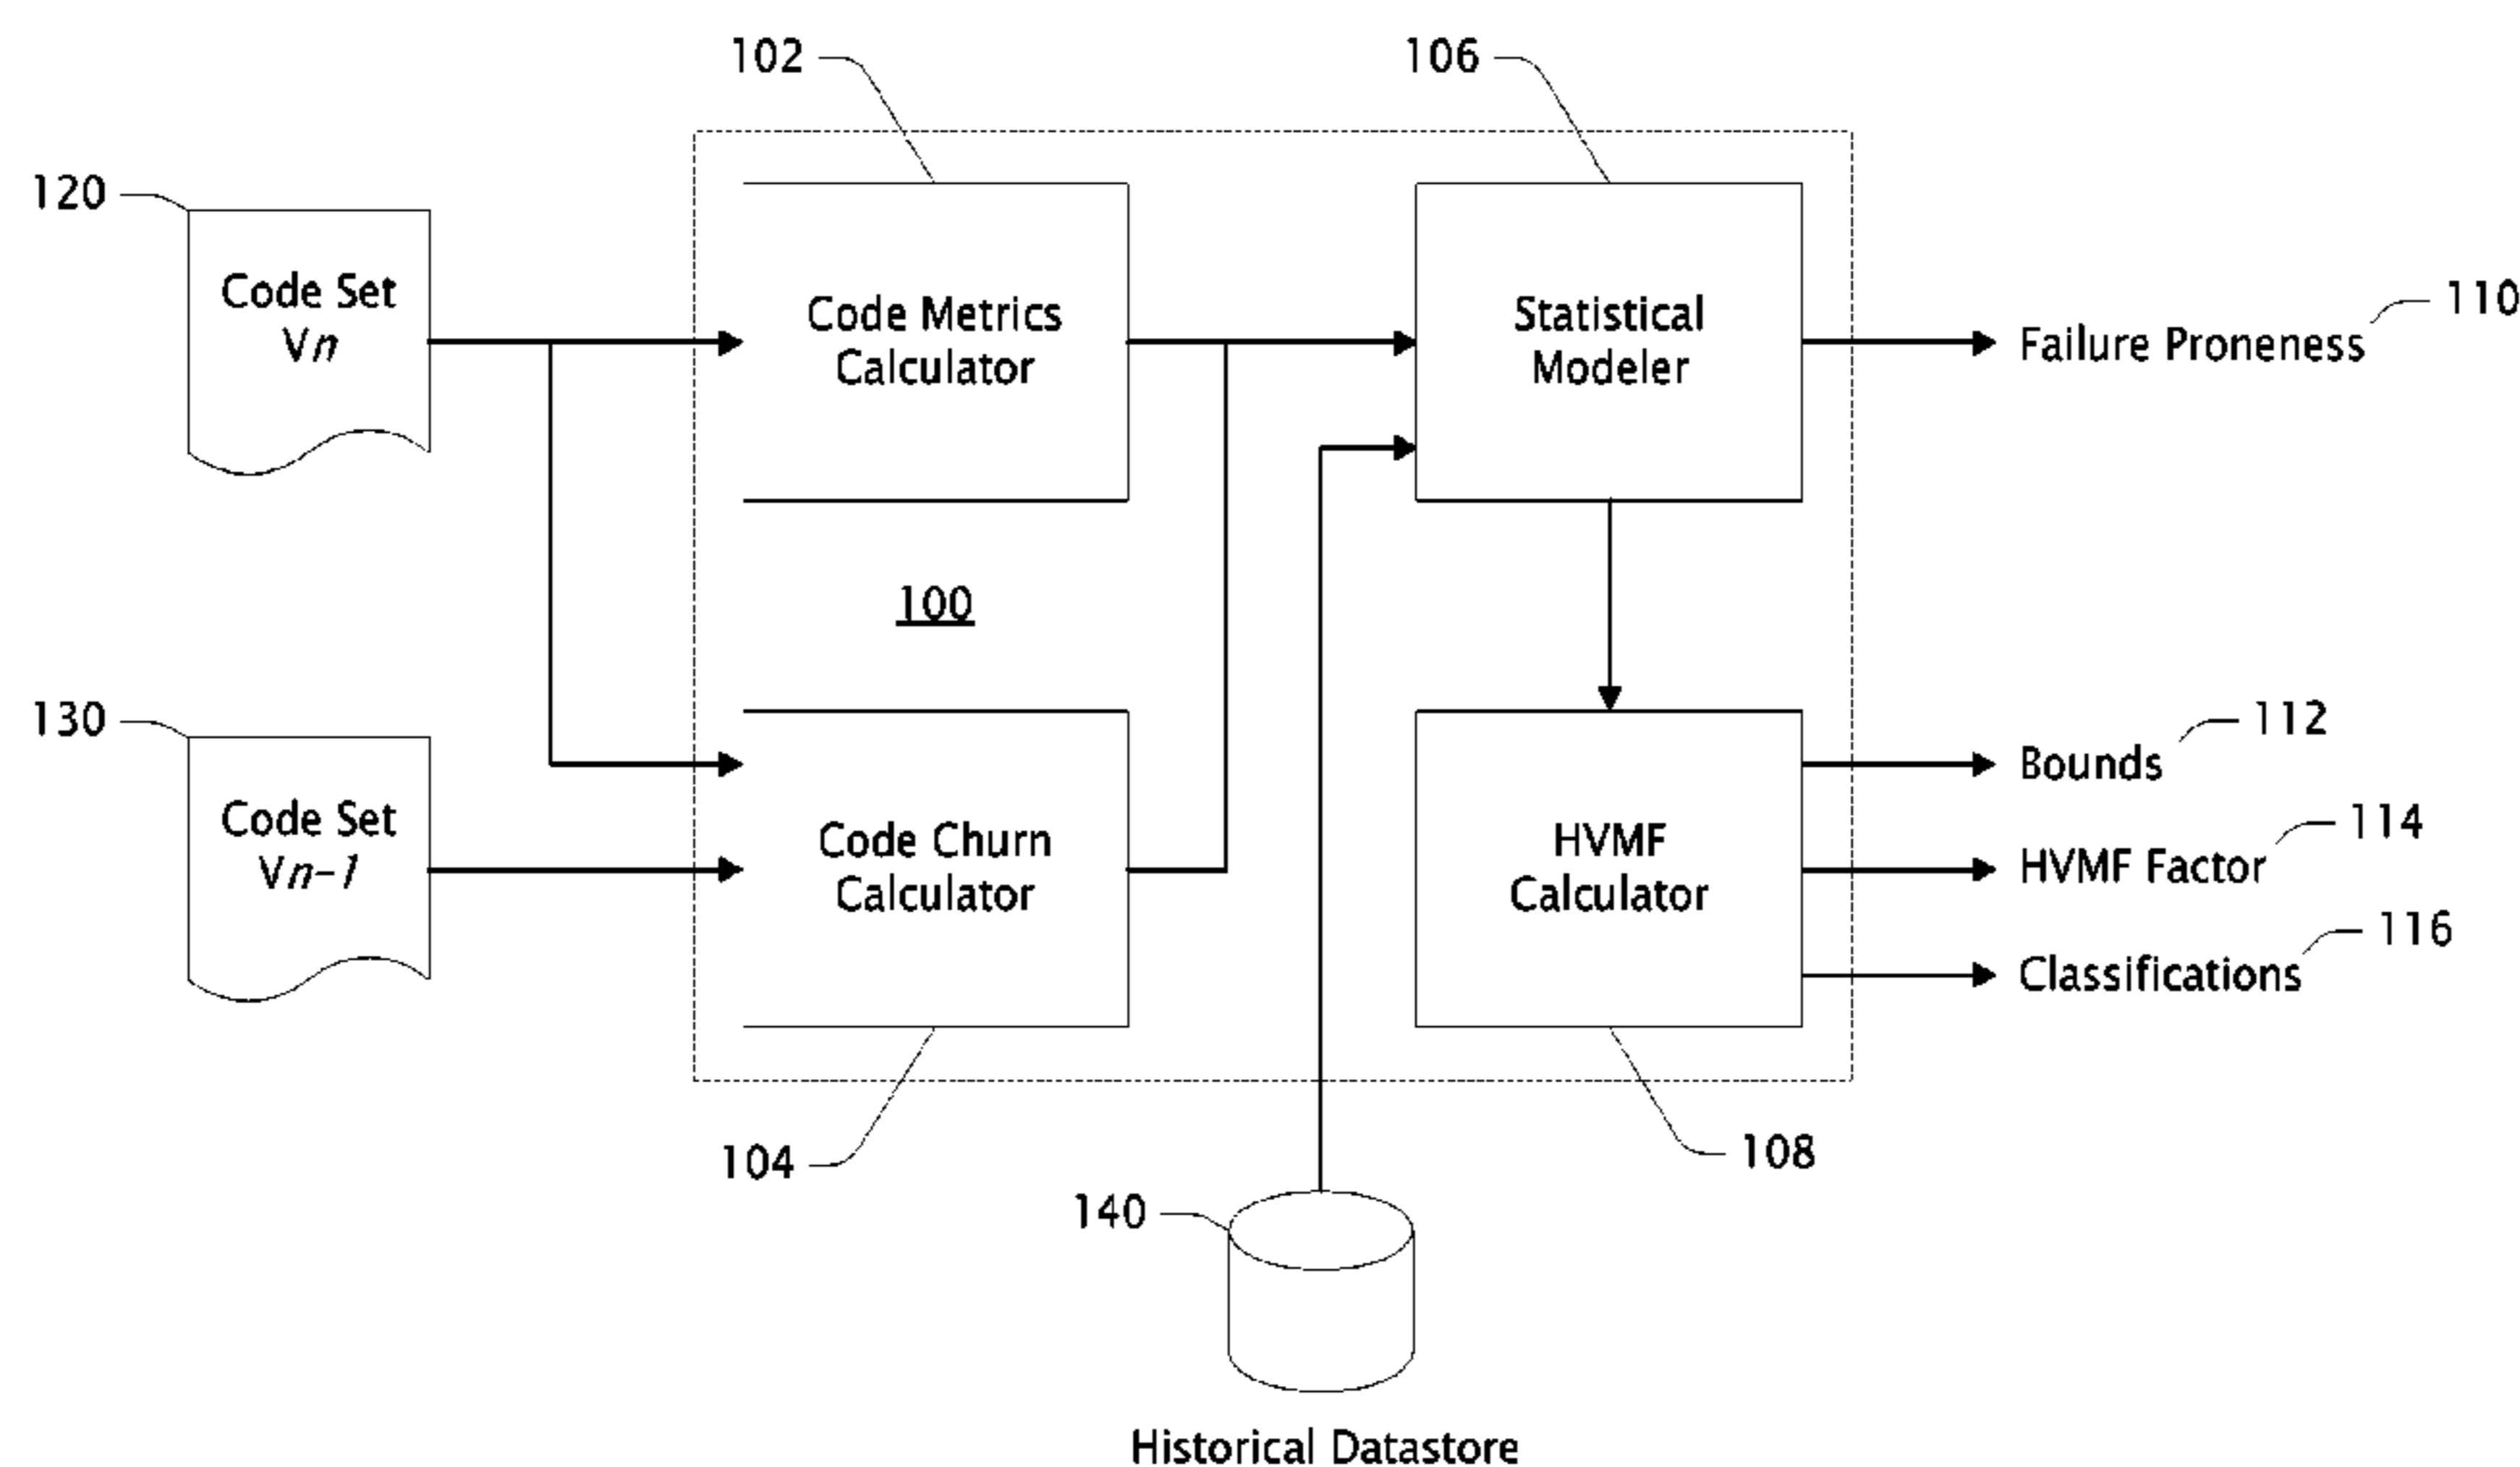 102
106
120
Code Set
Vn
Code Metrics
Calculator
Statistical
Modeler
110
Failure Proneness
100
130
Code Set
Vn-1
Code Churn
Calculator
HVMF
Calculator
112
Bounds
114
HVMF Factor
116
Classifications
104
108
140
Historical Datastore